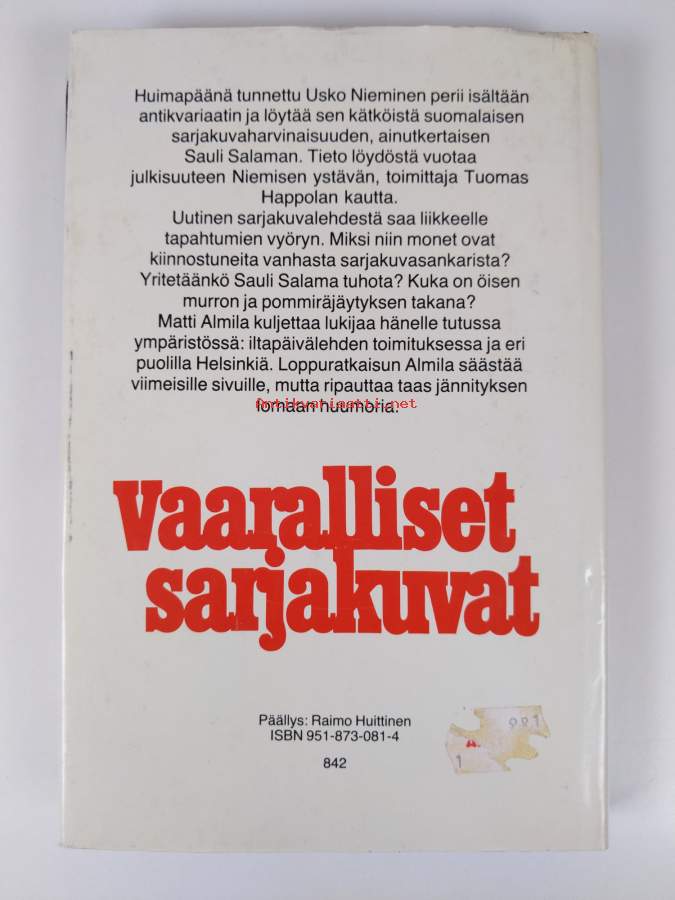 Huimapäänä tunnettu Usko Nieminen perii isältään
antikvariaatin ja löytää sen kätköistä suomalaisen
sarjakuvaharvinaisuuden, ainutkertaisen
Sauli Salaman. Tieto löydöstä vuotaa
julkisuuteen Niemisen ystävän, toimittaja Tuomas
Happolan kautta.
Uutinen sarjakuvalehdestä saa liikkeelle
tapahtumien vyöryn. Miksi niin monet ovat
kiinnostuneita vanhasta sarjakuvasankarista?
Yritetäänkö Sauli Salama tuhota? Kuka on öisen
murron ja pommiräjäytyksen takana?
Matti Almila kuljettaa lukijaa hänelle tutussa
ympäristössä: iltapäivälehden toimituksessa ja eri
puolilla Helsinkiä. Loppuratkaisun Almila säästää
viimeisille sivuille, mutta ripauttaa taas jännityksen
lomaan huumoria.
Antikvariaatti.net
vaaralliset
sarjakuvat
Päällys: Raimo Huittinen
ISBN 951-873-081-4
842
1